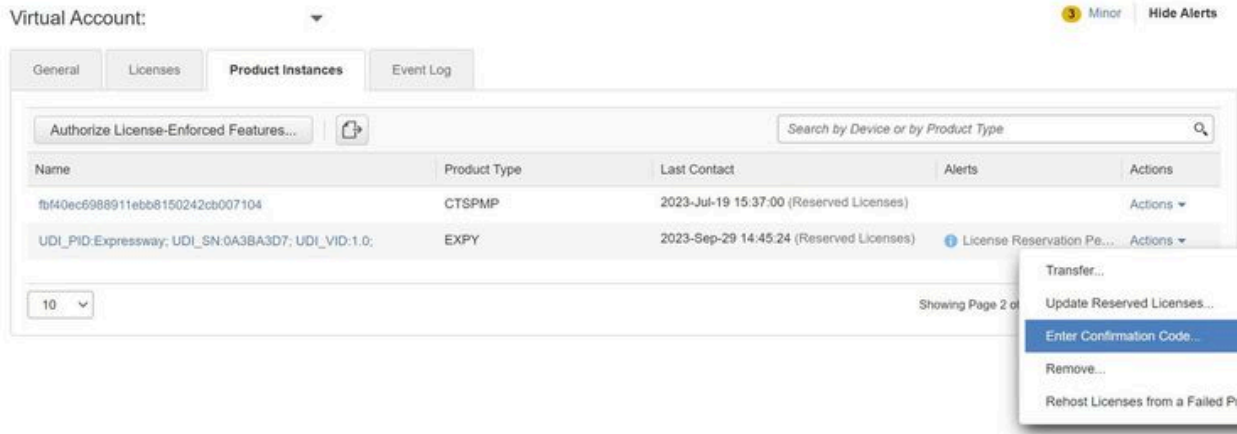 Virtual Account:
3 Minor Hide Alerts
General Licenses Product Instances Event Log
Authorize License-Enforced Features... Search by Device or by Product Type
Name Product Type Last Contact Alerts Actions
fbf40ec6988911ebb8150242cb007104 CTSPMP 2023-Jul-19 15:37:00 (Reserved Licenses) Actions
UDI_PID:Expressway; UDI_SN:0A3BA3D7; UDI_VID:1.0; EXPY 2023-Sep-29 14:45:24 (Reserved Licenses) License Reservation Pe... Actions
10 Showing Page 2 of
Transfer...
Update Reserved Licenses...
Enter Confirmation Code...
Remove...
Rehost Licenses from a Failed